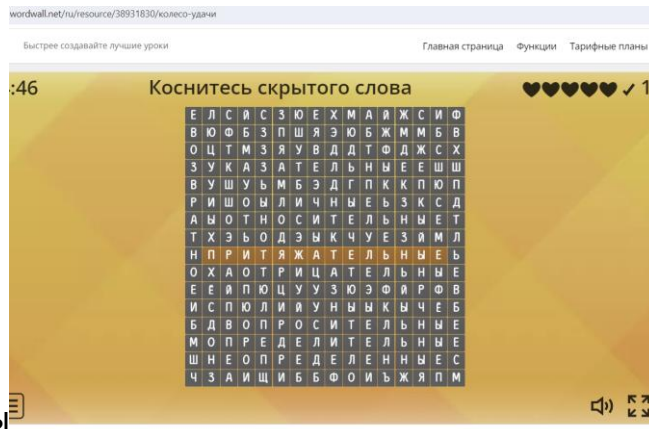 wordwall.net/ru/resource/38931830/колесо-удачи
Быстрее создавайте лучшие уроки Главная страница Функции Тарифные планы
:46 Коснитесь скрытого слова ✓ 1
Е Л С Й С З Ю Е Х М А Й Ж С И Ф
В Ю Ф Б З П Ш Я Э Ю Б Ж М М Б В
О Ц Т М З Я У В Д Д Т Ф Д Ж С Х
З У К А З А Т Е Л Ь Н Ы Е Е Ш Ш
В У Ш У Ь М Б Э Д Г П К К П Ю П
Р И Ш О Ы Л И Ч Н Ы Е Ь З К С Д
А Ы О Т Н О С И Т Е Л Ь Н Ы Е Т
Т Х Э Ь О Д Э Ы К Ч У Е З Й М Л
Н П Р И Т Я Ж А Т Е Л Ь Н Ы Е Ь
О Х А О Т Р И Ц А Т Е Л Ь Н Ы Е
Е Ё Й П Ю Ц У У З Ю Э Ф Й Р Ф В
И С П Ю Л И Й У Н Ы Ы К Ы Ч Ё Б
Б Д В О П Р О С И Т Е Л Ь Н Ы Е
М О П Р Е Д Е Л И Т Е Л Ь Н Ы Е
Ш Н Е О П Р Е Д Е Л Е Н Н Ы Е С
Ч З А И Щ И Б Б Ф О И Ъ Ж Я П М
ы